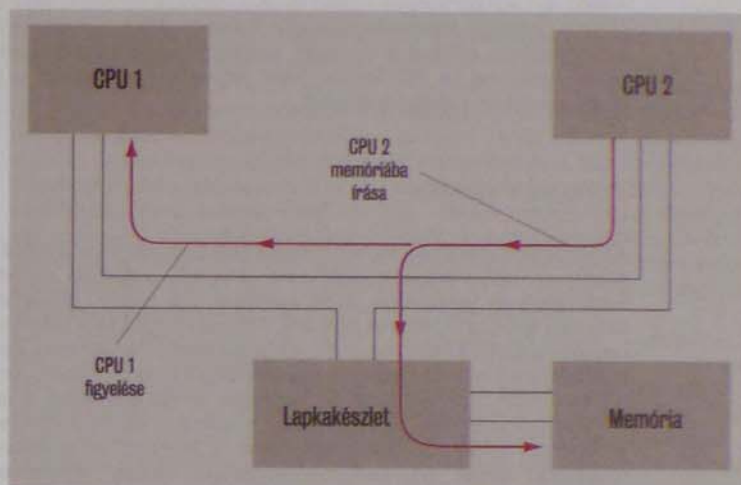 CPU 1
CPU 2
CPU 2
memóriába
írása
CPU 1
figyelése
Lapkakészlet
Memória